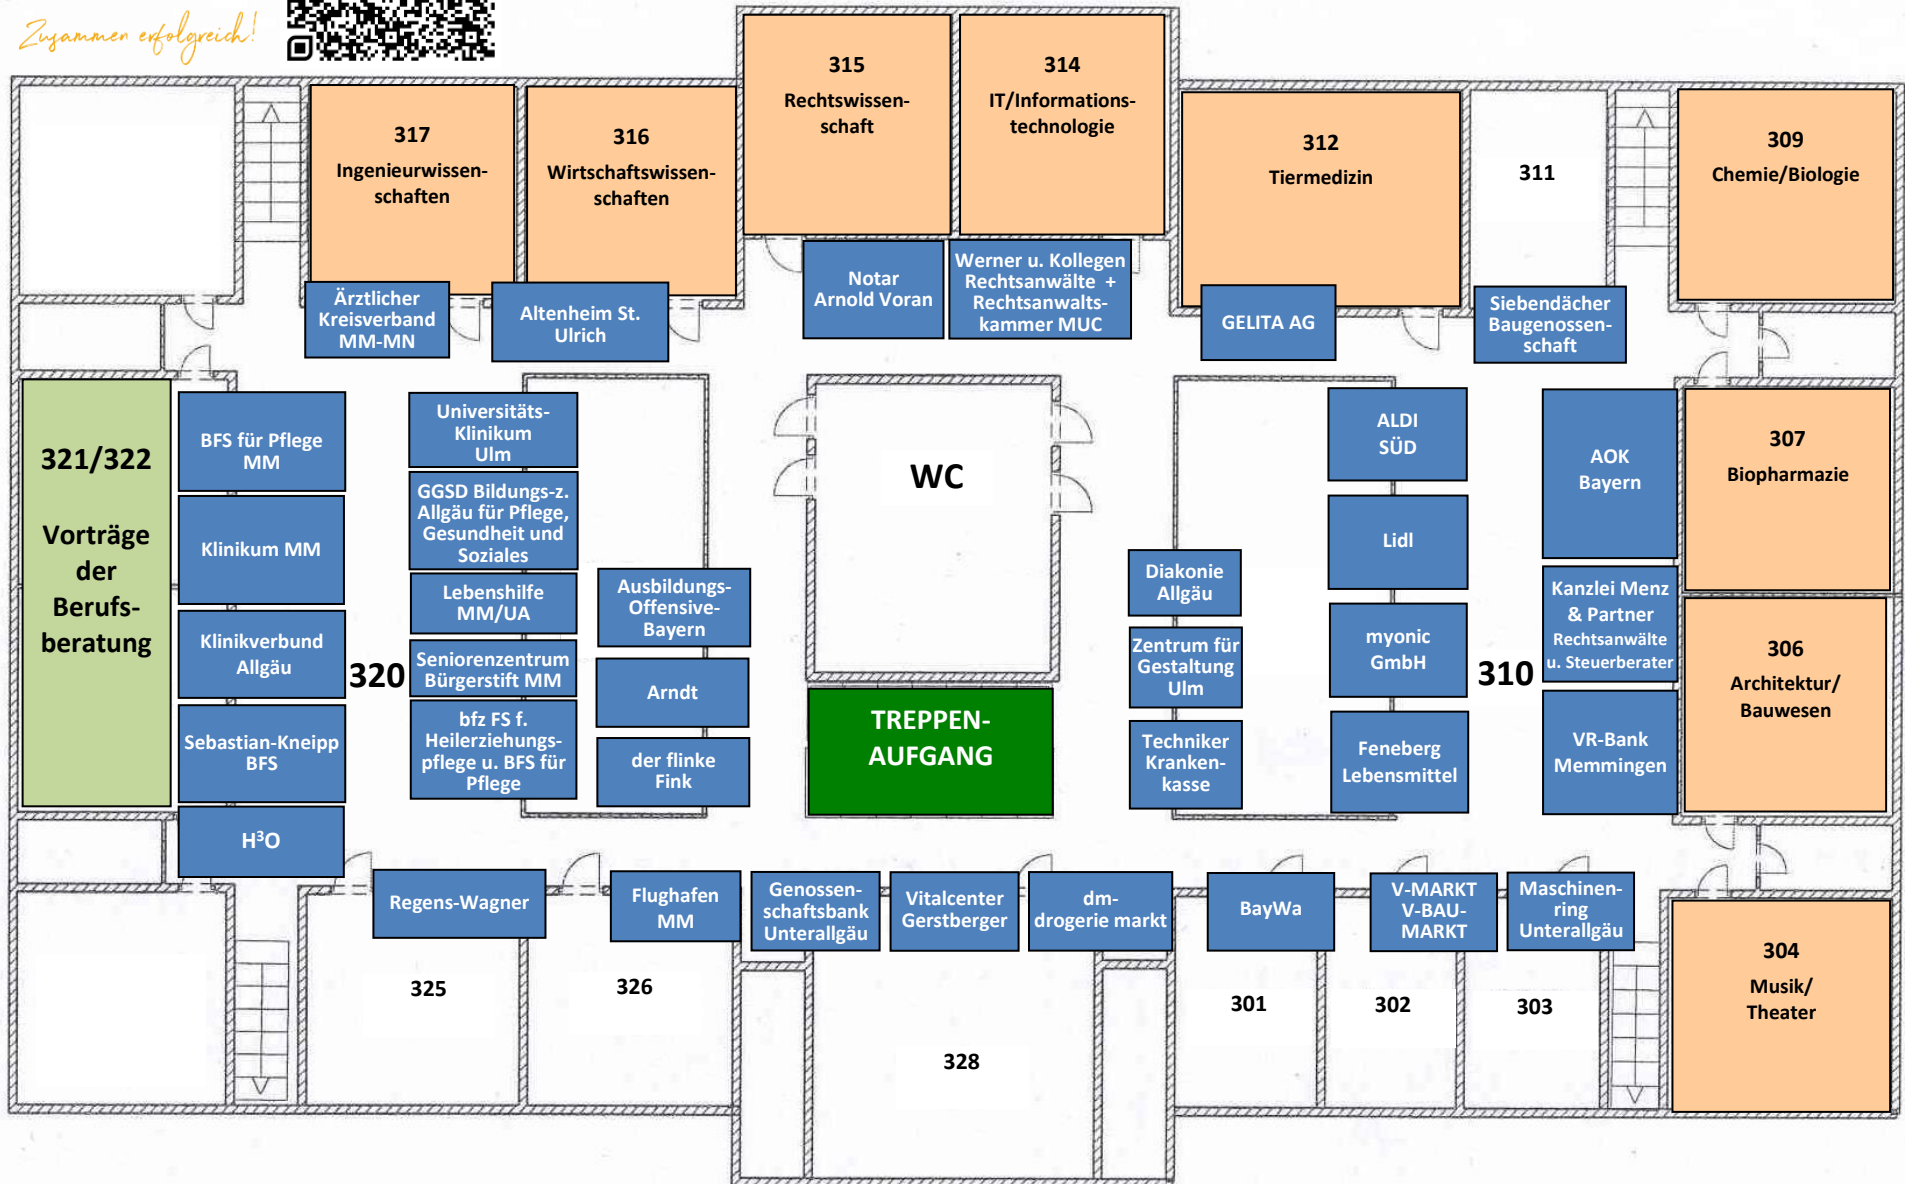 Zusammen erfolgreich!
315
Rechtswissen-
schaft
314
IT/Informations-
technologie
317
Ingenieurwissen-
schaften
316
Wirtschaftswissen-
schaften
312
Tiermedizin
311
309
Chemie/Biologie
Ärztlicher
Kreisverband
MM-MN
Altenheim St.
Ulrich
Notar
Arnold Voran
Werner u. Kollegen
Rechtsanwälte +
Rechtsanwalts-
kammer MUC
GELITA AG
Siebendächer
Baugenossen-
schaft
321/322
Vorträge
der
Berufs-
beratung
BFS für Pflege
MM
Klinikum MM
Klinikverbund
Allgäu
Sebastian-Kneipp
BFS
H³O
320
Universitäts-
Klinikum
Ulm
GGSD Bildungs-z.
Allgäu für Pflege,
Gesundheit und
Soziales
Lebenshilfe
MM/UA
Seniorenzentrum
Bürgerstift MM
bfz FS f.
Heilerziehungs-
pflege u. BFS für
Pflege
Ausbildungs-
Offensive-
Bayern
Arndt
der flinke
Fink
WC
TREPPEN-
AUFGANG
Diakonie
Allgäu
Zentrum für
Gestaltung
Ulm
Techniker
Kranken-
kasse
ALDI
SÜD
Lidl
myonic
GmbH
Feneberg
Lebensmittel
310
AOK
Bayern
Kanzlei Menz
& Partner
Rechtsanwälte
u. Steuerberater
VR-Bank
Memmingen
307
Biopharmazie
306
Architektur/
Bauwesen
Regens-Wagner
Flughafen
MM
Genossen-
schaftsbank
Unterallgäu
Vitalcenter
Gerstberger
dm-
drogerie markt
BayWa
V-MARKT
V-BAU-
MARKT
Maschinen-
ring
Unterallgäu
325
326
328
301
302
303
304
Musik/
Theater